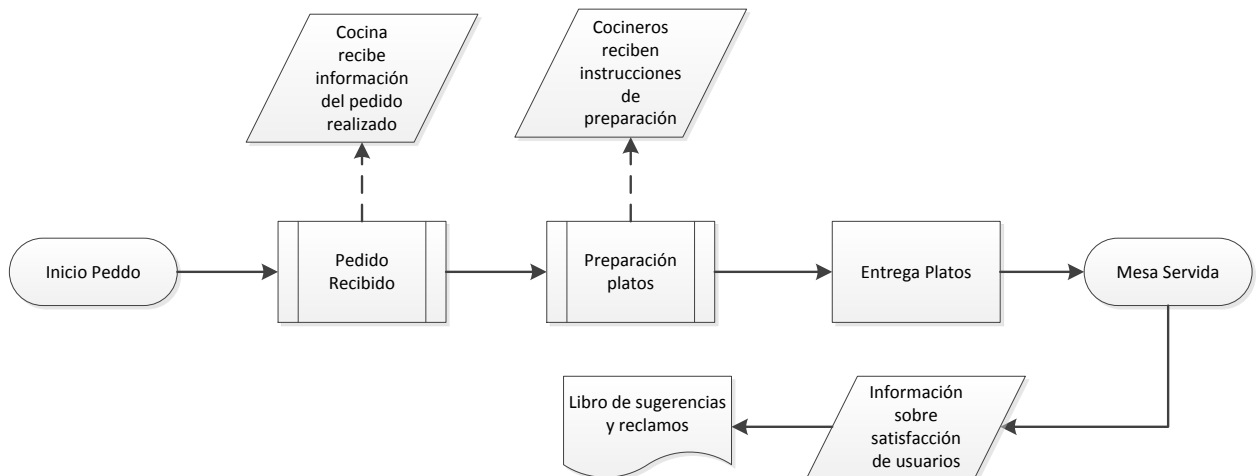 Cocina
recibe
información
del pedido
realizado
Cocineros
reciben
instrucciones
de
preparación
Inicio Peddo
Pedido
Recibido
Preparación
platos
Entrega Platos
Mesa Servida
Libro de sugerencias
y reclamos
Información
sobre
satisfacción
de usuarios